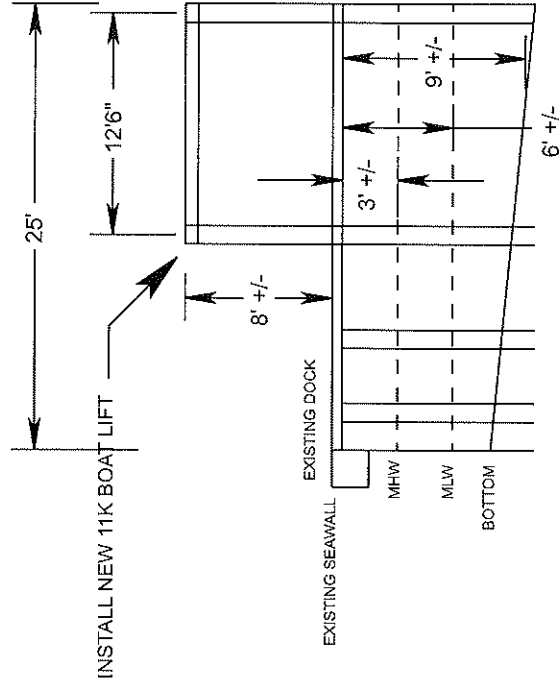 25'
12'6"
INSTALL NEW 11K BOAT LIFT
8' +/-
EXISTING DOCK
EXISTING SEAWALL
3' +/-
9' +/-
6' +/-
MHW
MLW
BOTTOM